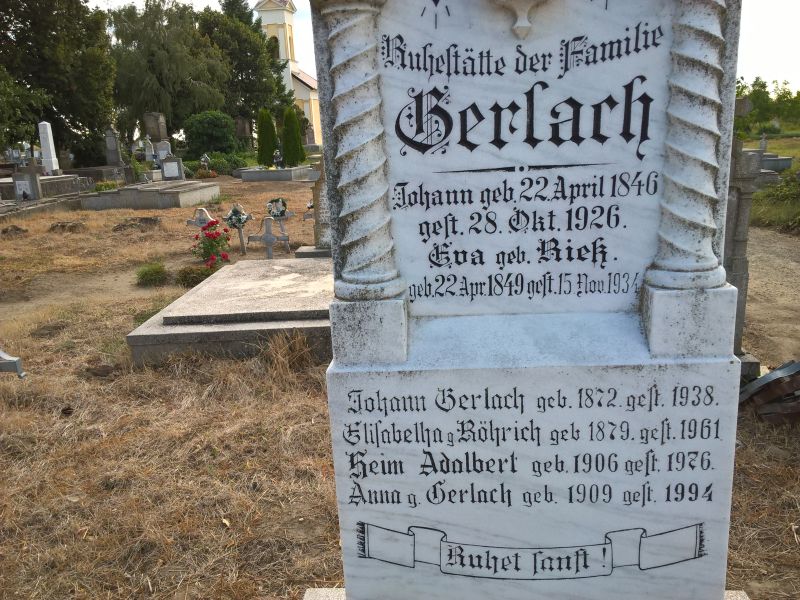 Ruhestätte der Familie
Gerlach
Johann geb. 22. April 1846
gest. 28. Okt. 1926.
Eva geb. Riek.
geb. 22 Apr. 1849 gest. 15 Nov. 1934
Johann Gerlach geb. 1872. gest. 1938.
Elisabetha g. Röhrich geb 1879. gest. 1961
Heim Adalbert geb. 1906 gest. 1976.
Anna g. Gerlach geb. 1909 gest. 1994
Ruhet sanft!